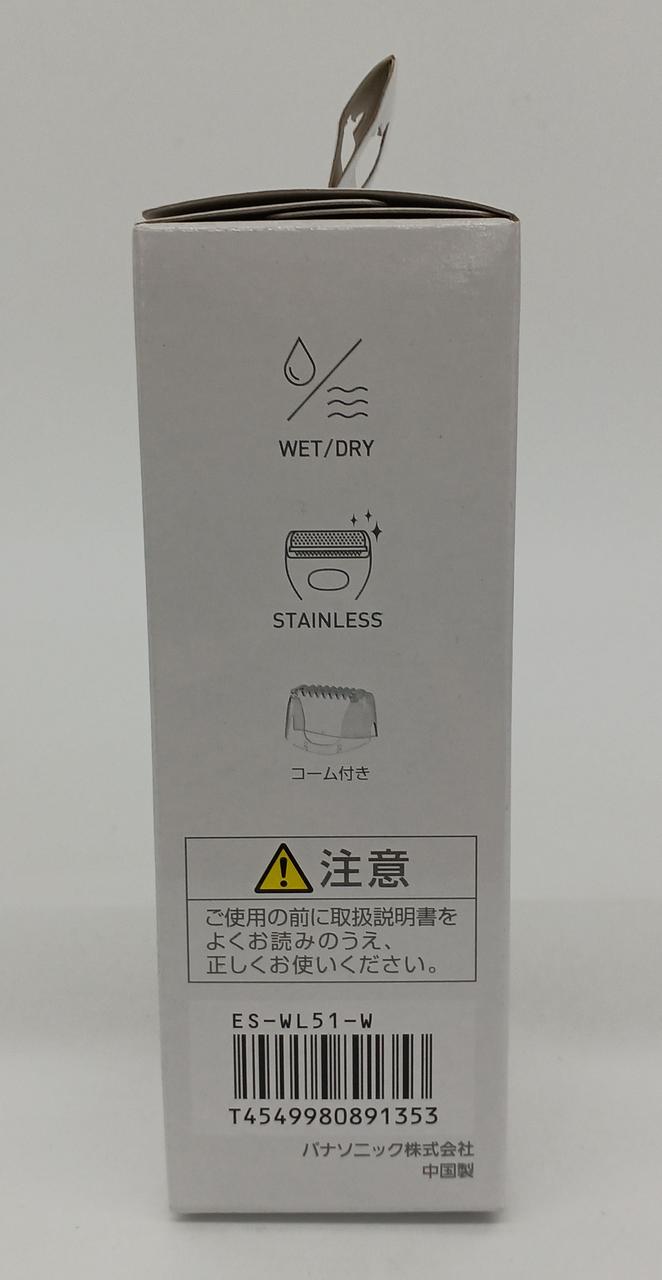 WET/DRY
STAINLESS
コーム付き
注意
ご使用の前に取扱説明書を
よくお読みのうえ、
正しくお使いください。
ES-WL51-W
T4549980891353
パナソニック株式会社
中国製